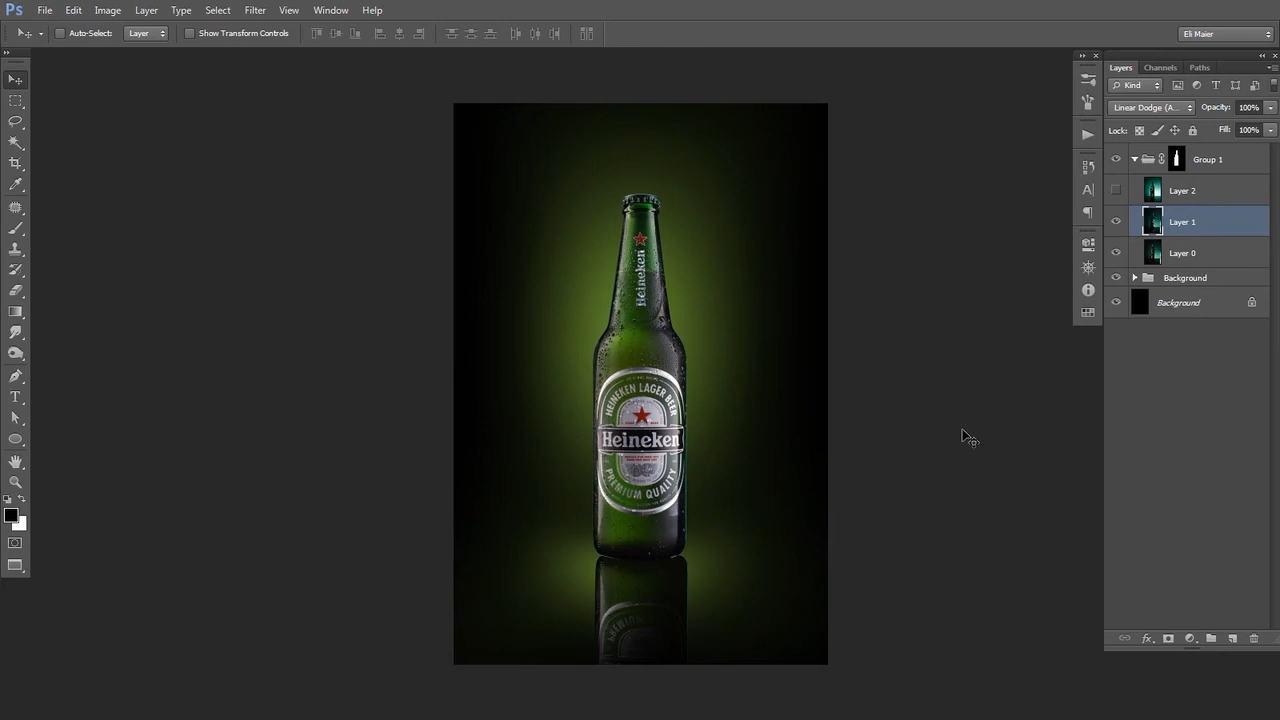 Ps File Edit Image Layer Type Select Filter View Window Help
Auto-Select: Layer Show Transform Controls Eli Maier
Layers Channels Paths
Kind
Linear Dodge (A... Opacity: 100%
Lock: Fill: 100%
Group 1
Layer 2
Layer 1
Layer 0
Background
Background
Heineken
HEINEKEN LAGER BEER
Heineken
PREMIUM QUALITY